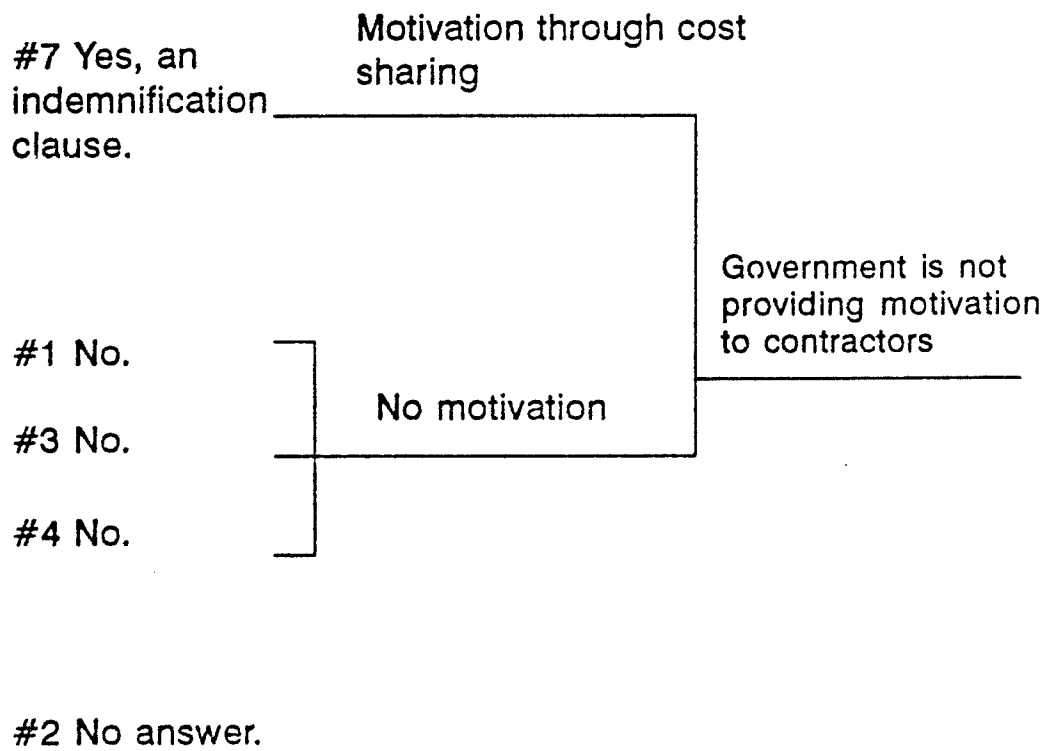 #7 Yes, an
indemnification
clause.
Motivation through cost
sharing
Government is not
providing motivation
to contractors
#1 No.
#3 No.
#4 No.
No motivation
#2 No answer.